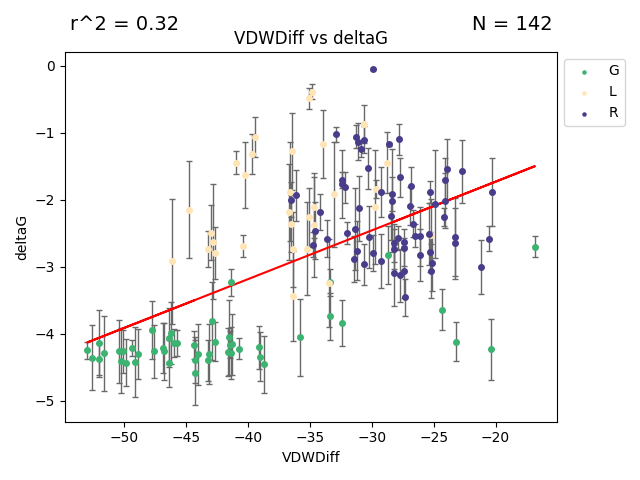 r^2 = 0.32
N = 142
VDWDiff vs deltaG
0
−1
−2
−3
−4
−5
deltaG
−50
−45
−40
−35
−30
−25
−20
VDWDiff
G
L
R